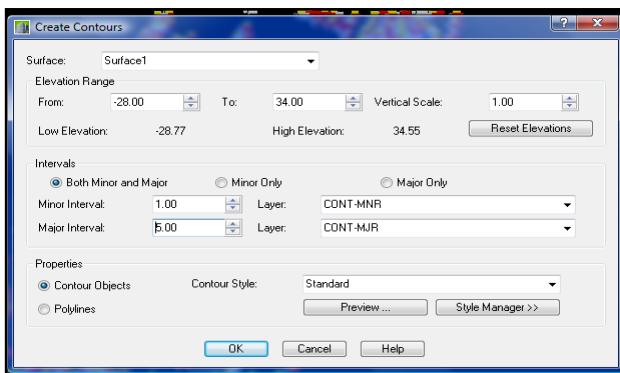 Create Contours
Surface: Surface1
Elevation Range
From: -28.00 To: 34.00 Vertical Scale: 1.00
Low Elevation: -28.77 High Elevation: 34.55 Reset Elevations
Intervals
Both Minor and Major Minor Only Major Only
Minor Interval: 1.00 Layer: CONT-MNR
Major Interval: 5.00 Layer: CONT-MJR
Properties
Contour Objects Contour Style: Standard
Polylines Preview ... Style Manager >>
OK Cancel Help